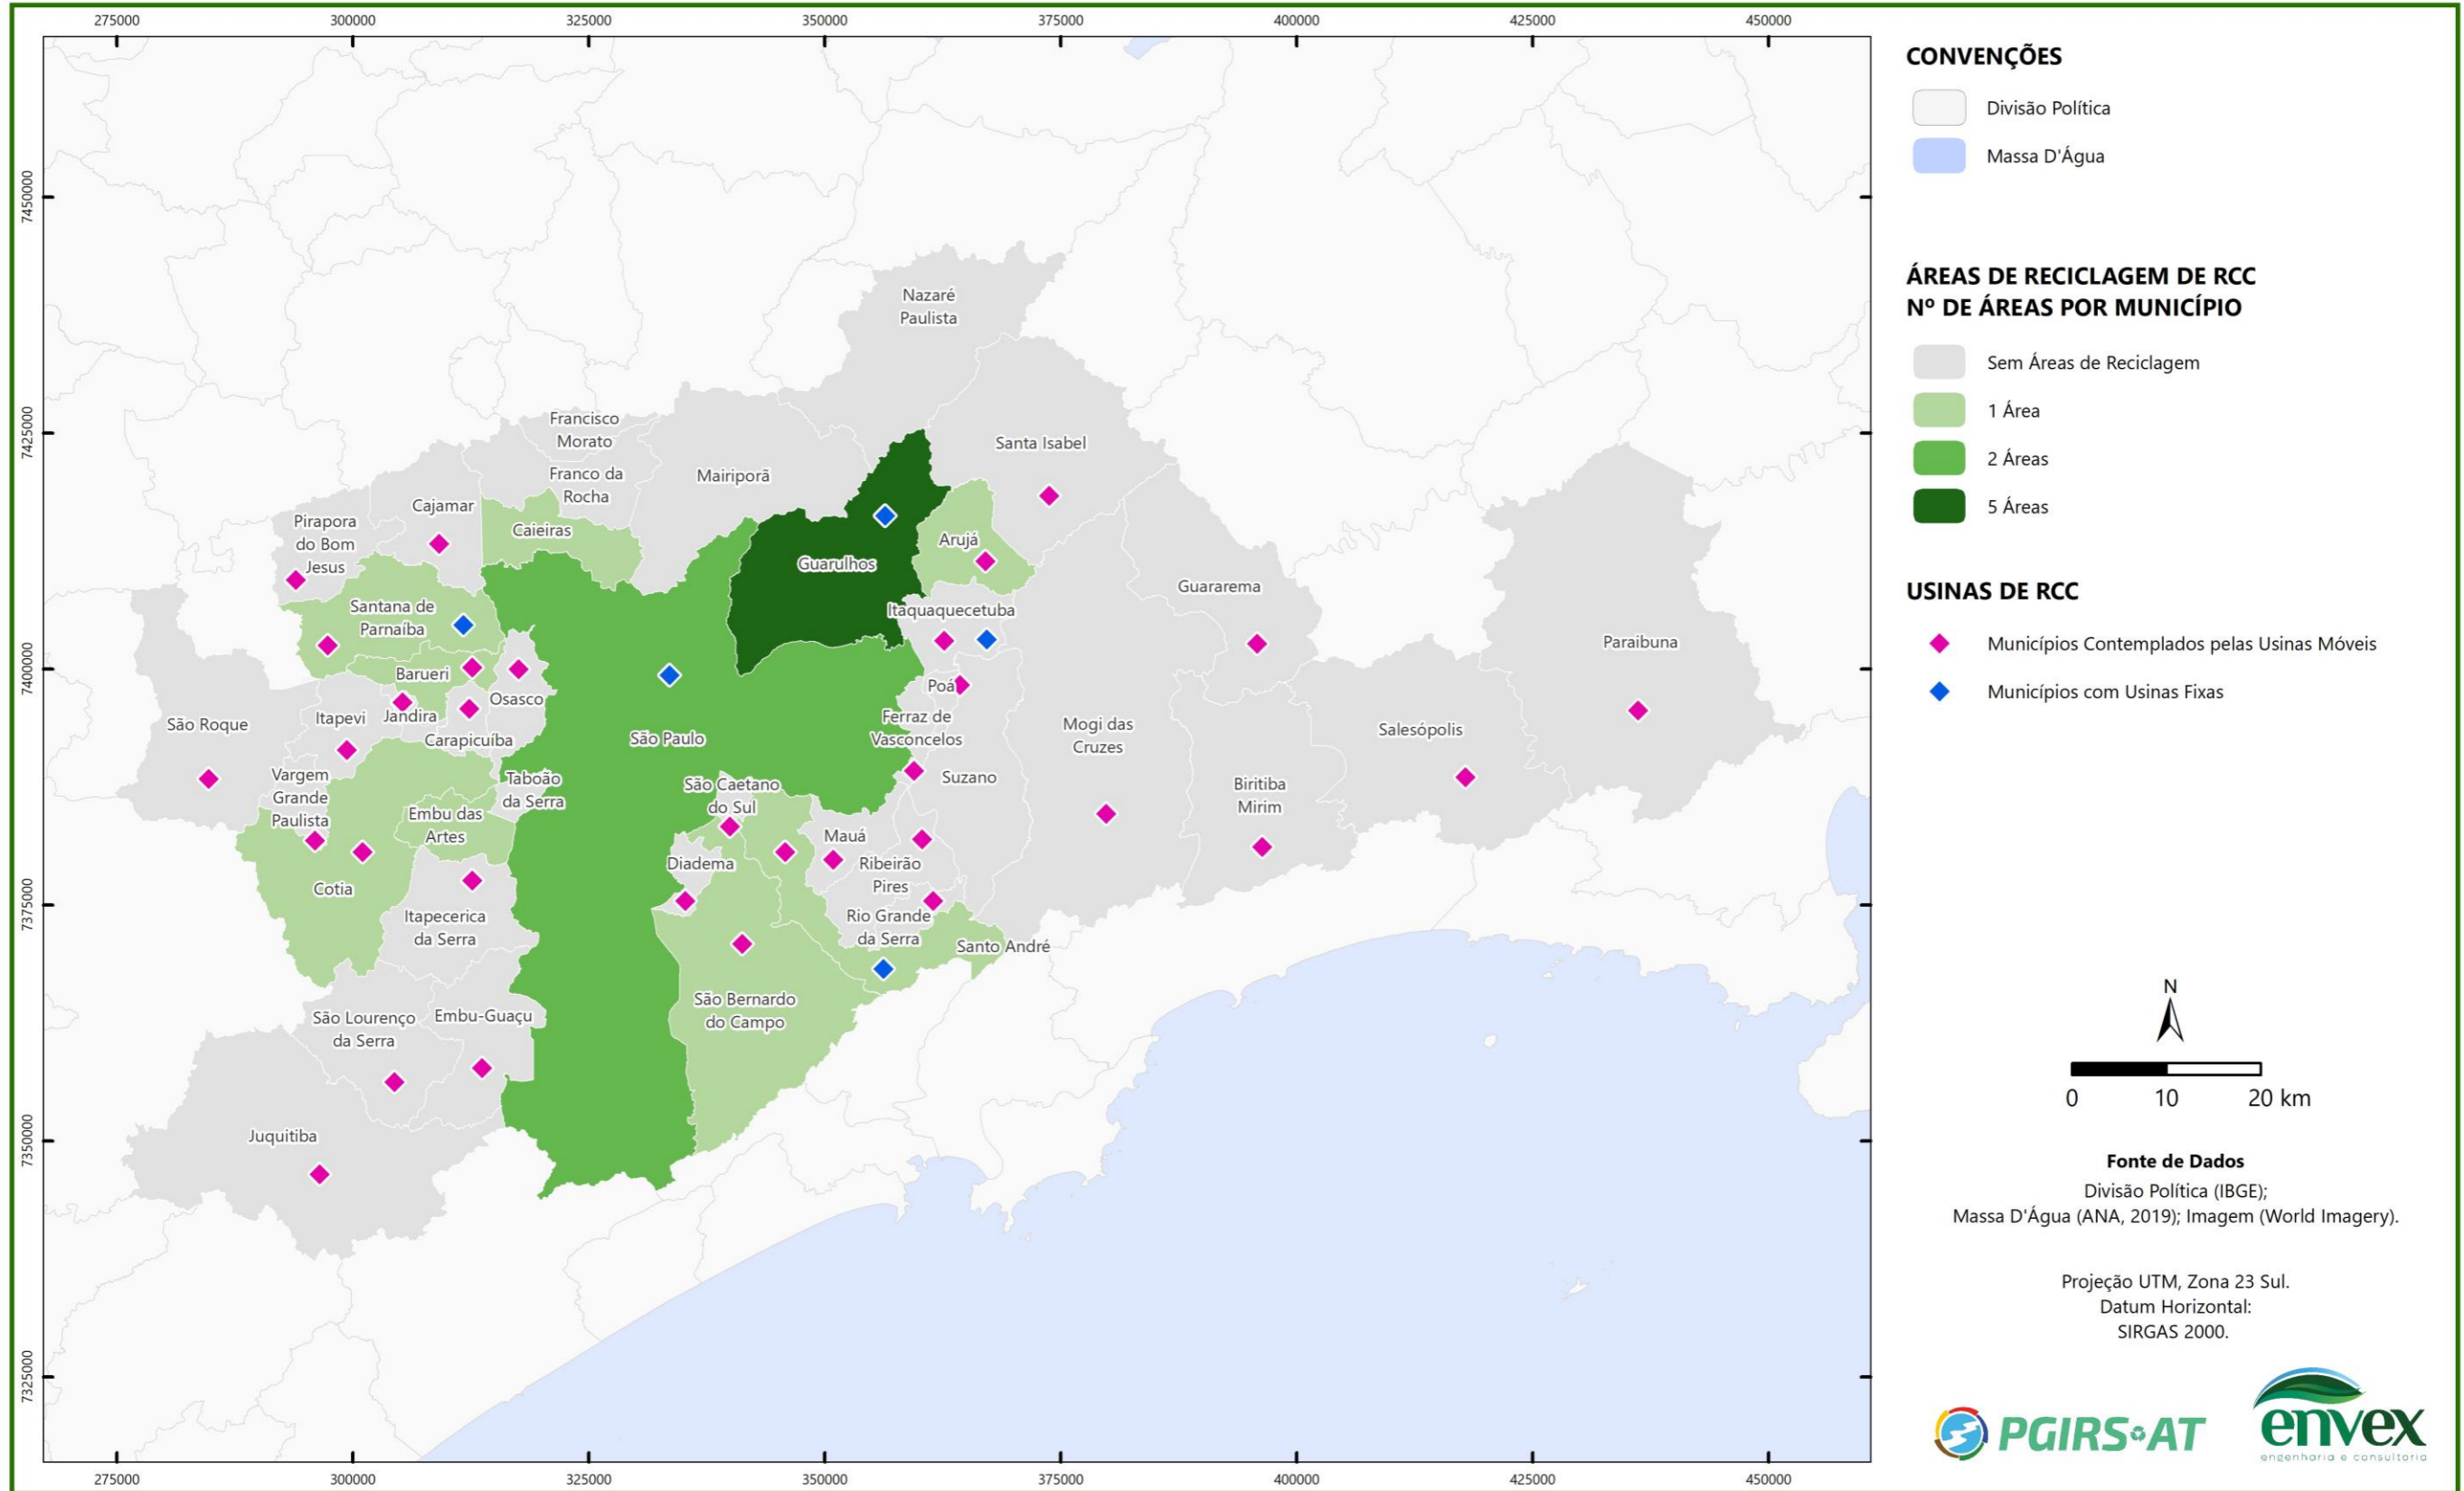 275000
300000
325000
350000
375000
400000
425000
450000
7450000
7425000
7400000
7375000
7350000
7325000
Nazaré
Paulista
Francisco
Morato
Santa Isabel
Franco da
Rocha
Mairiporã
Cajamar
Pirapora
do Bom
Jesus
Caieiras
Arujá
Guarulhos
Guararema
Santana de
Parnaíba
Itaquaquecetuba
Paraibuna
Barueri
Poá
Osasco
Itapevi
Jandira
São Roque
Carapicuíba
São Paulo
Ferraz de
Vasconcelos
Mogi das
Cruzes
Salesópolis
Vargem
Grande
Paulista
Taboão
da Serra
São Caetano
do Sul
Suzano
Biritiba
Mirim
Embu das
Artes
Mauá
Diadema
Ribeirão
Pires
Cotia
Itapecerica
da Serra
Rio Grande
da Serra
Santo André
São Bernardo
do Campo
São Lourenço
da Serra
Embu-Guaçu
Juquitiba
275000
300000
325000
350000
375000
400000
425000
450000
CONVENÇÕES
Divisão Política
Massa D'Água
ÁREAS DE RECICLAGEM DE RCC
Nº DE ÁREAS POR MUNICÍPIO
Sem Áreas de Reciclagem
1 Área
2 Áreas
5 Áreas
USINAS DE RCC
Municípios Contemplados pelas Usinas Móveis
Municípios com Usinas Fixas
N
0 10 20 km
Fonte de Dados
Divisão Política (IBGE);
Massa D'Água (ANA, 2019); Imagem (World Imagery).
Projeção UTM, Zona 23 Sul.
Datum Horizontal:
SIRGAS 2000.
PGIRS AT
envex
engenharia e consultoria